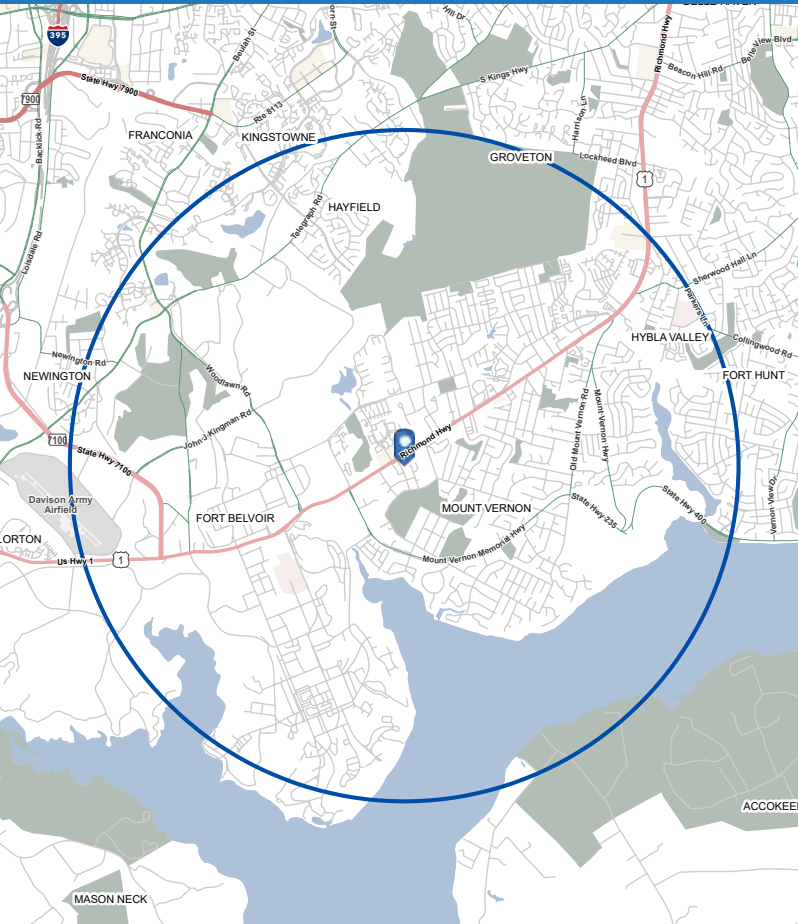 395
State Hwy 7900
7900
Beulah St
Backlick Rd
Rte 8113
FRANCONIA
KINGSTOWNE
S Kings Hwy
Richmond Hwy
Beacon Hill Rd
Belle View Blvd
Harrison Ln
GROVETON
Lockheed Blvd
1
HAYFIELD
Telegraph Rd
Loisdale Rd
Sherwood Hall Ln
Parkers Ln
HYBLA VALLEY
Collingwood Rd
FORT HUNT
Newington Rd
NEWINGTON
Woodlawn Rd
John J Kingman Rd
Old Mount Vernon Rd
Mount Vernon Hwy
Richmond Hwy
7100
State Hwy 7100
Davison Army
Airfield
LORTON
FORT BELVOIR
MOUNT VERNON
State Hwy 235
State Hwy 400
Vernon View Dr
Mount Vernon Memorial Hwy
Us Hwy 1
1
ACCOKEE
MASON NECK